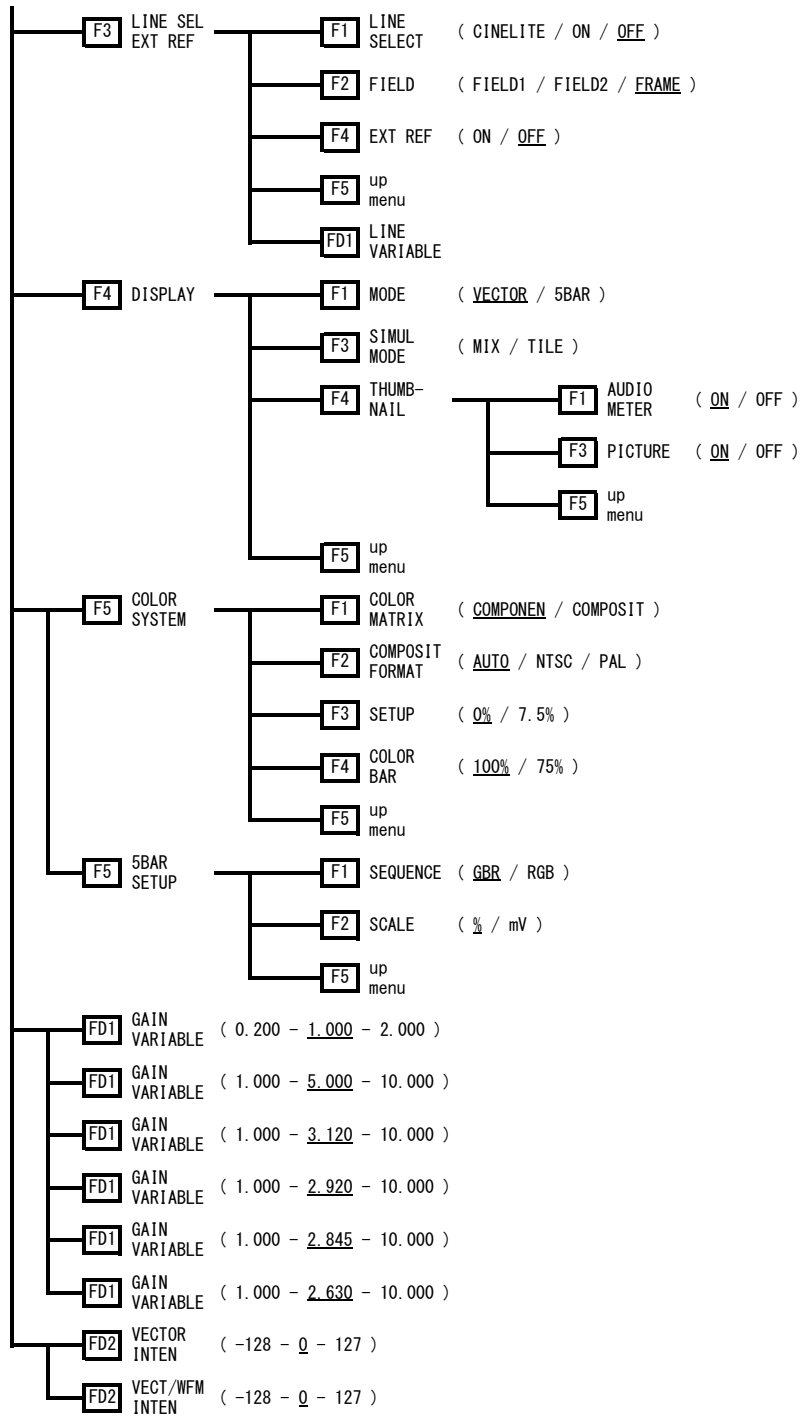 F3 LINE SEL
EXT REF
F1 LINE
SELECT ( CINELITE / ON / OFF )
F2 FIELD ( FIELD1 / FIELD2 / FRAME )
F4 EXT REF ( ON / OFF )
F5 up
menu
FD1 LINE
VARIABLE
F4 DISPLAY
F1 MODE ( VECTOR / 5BAR )
F3 SIMUL
MODE ( MIX / TILE )
F4 THUMB-
NAIL
F1 AUDIO
METER ( ON / OFF )
F3 PICTURE ( ON / OFF )
F5 up
menu
F5 up
menu
F5 COLOR
SYSTEM
F1 COLOR
MATRIX ( COMPONEN / COMPOSIT )
F2 COMPOSIT
FORMAT ( AUTO / NTSC / PAL )
F3 SETUP ( 0% / 7.5% )
F4 COLOR
BAR ( 100% / 75% )
F5 up
menu
F5 5BAR
SETUP
F1 SEQUENCE ( GBR / RGB )
F2 SCALE ( % / mV )
F5 up
menu
FD1 GAIN
VARIABLE ( 0.200 - 1.000 - 2.000 )
FD1 GAIN
VARIABLE ( 1.000 - 5.000 - 10.000 )
FD1 GAIN
VARIABLE ( 1.000 - 3.120 - 10.000 )
FD1 GAIN
VARIABLE ( 1.000 - 2.920 - 10.000 )
FD1 GAIN
VARIABLE ( 1.000 - 2.845 - 10.000 )
FD1 GAIN
VARIABLE ( 1.000 - 2.630 - 10.000 )
FD2 VECTOR
INTEN ( -128 - 0 - 127 )
FD2 VECT/WFM
INTEN ( -128 - 0 - 127 )